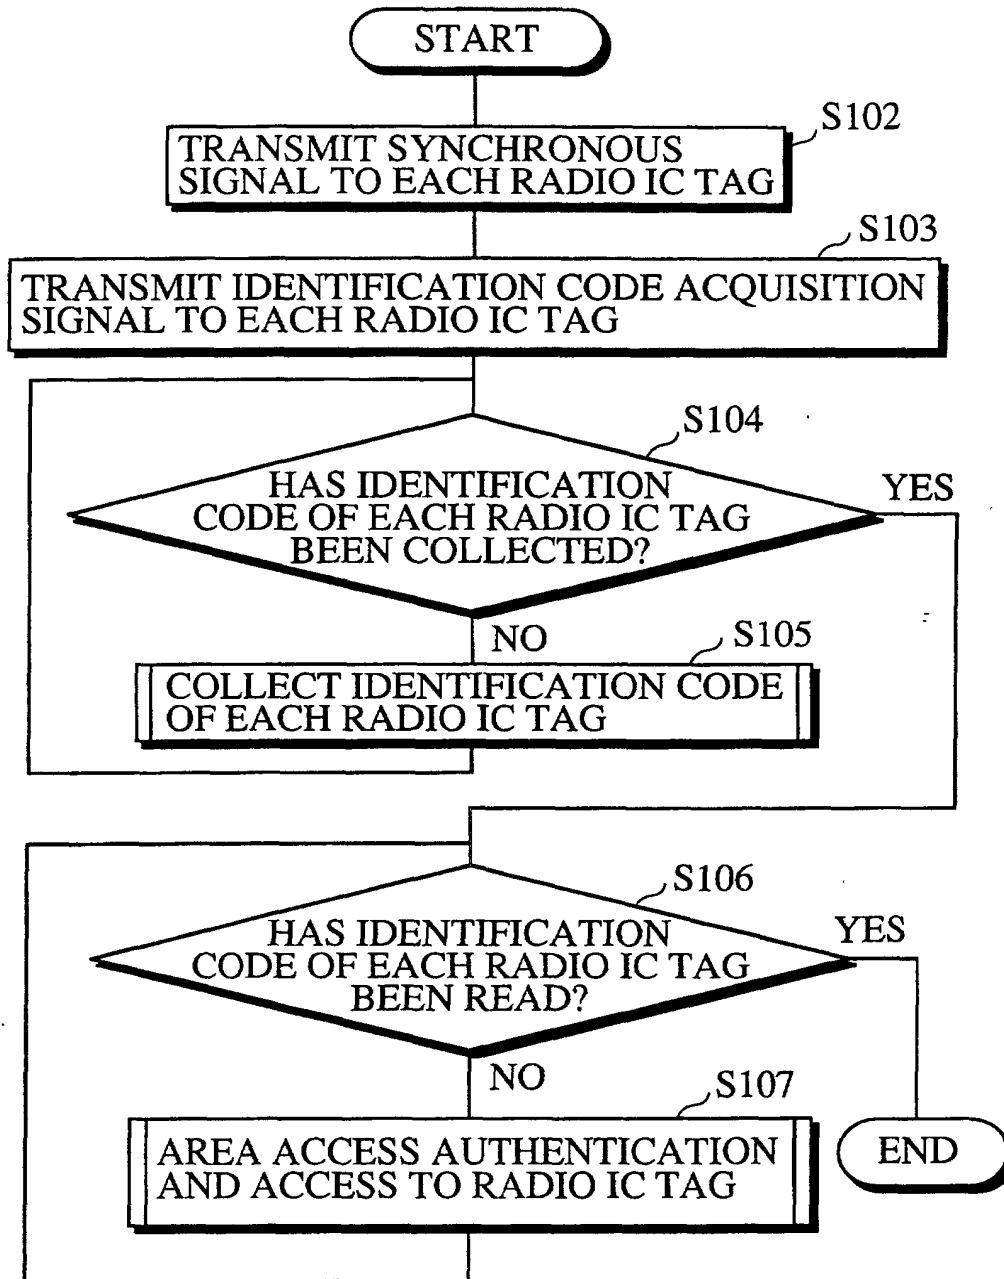 START
S102
TRANSMIT SYNCHRONOUS
SIGNAL TO EACH RADIO IC TAG
S103
TRANSMIT IDENTIFICATION CODE ACQUISITION
SIGNAL TO EACH RADIO IC TAG
S104
HAS IDENTIFICATION
CODE OF EACH RADIO IC TAG
BEEN COLLECTED?
YES
NO
S105
COLLECT IDENTIFICATION CODE
OF EACH RADIO IC TAG
S106
HAS IDENTIFICATION
CODE OF EACH RADIO IC TAG
BEEN READ?
YES
NO
S107
AREA ACCESS AUTHENTICATION
AND ACCESS TO RADIO IC TAG
END